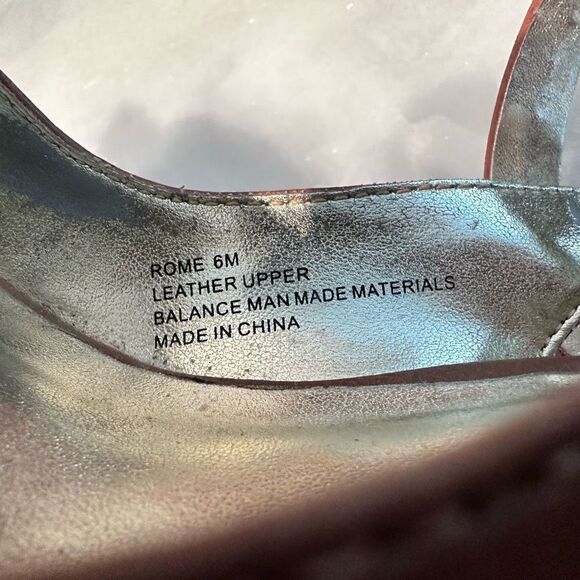 ROME 6M
LEATHER UPPER
BALANCE MAN MADE MATERIALS
MADE IN CHINA